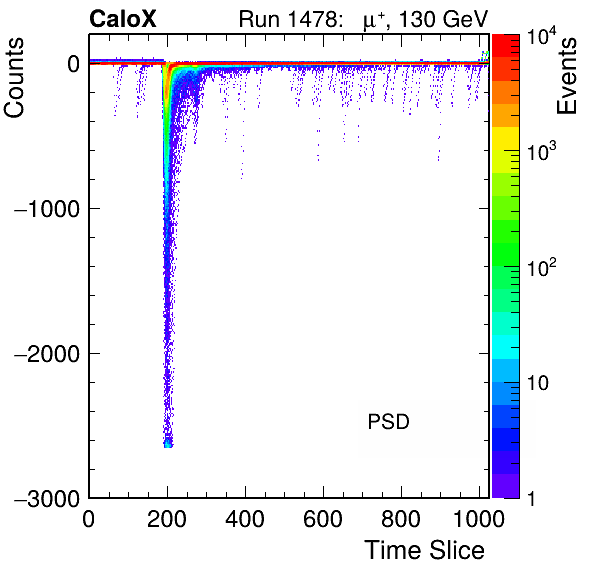 CaloX Run 1478: μ⁺, 130 GeV
Counts
0
−1000
−2000
−3000
0 200 400 600 800 1000
Time Slice
PSD
Events
10⁴
10³
10²
10
1